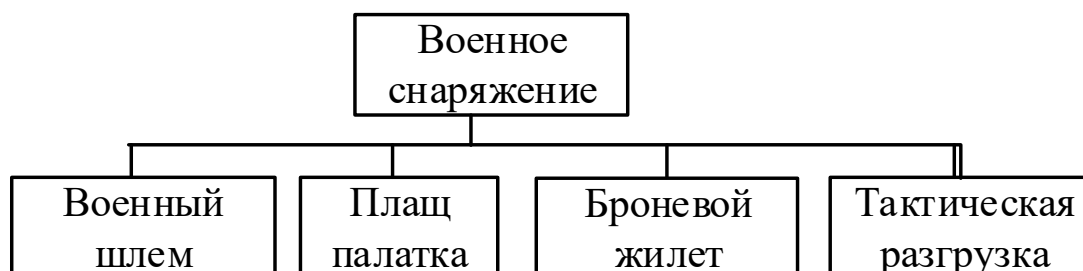 Военное
снаряжение
Военный
шлем
Плащ
палатка
Броневой
жилет
Тактическая
разгрузка